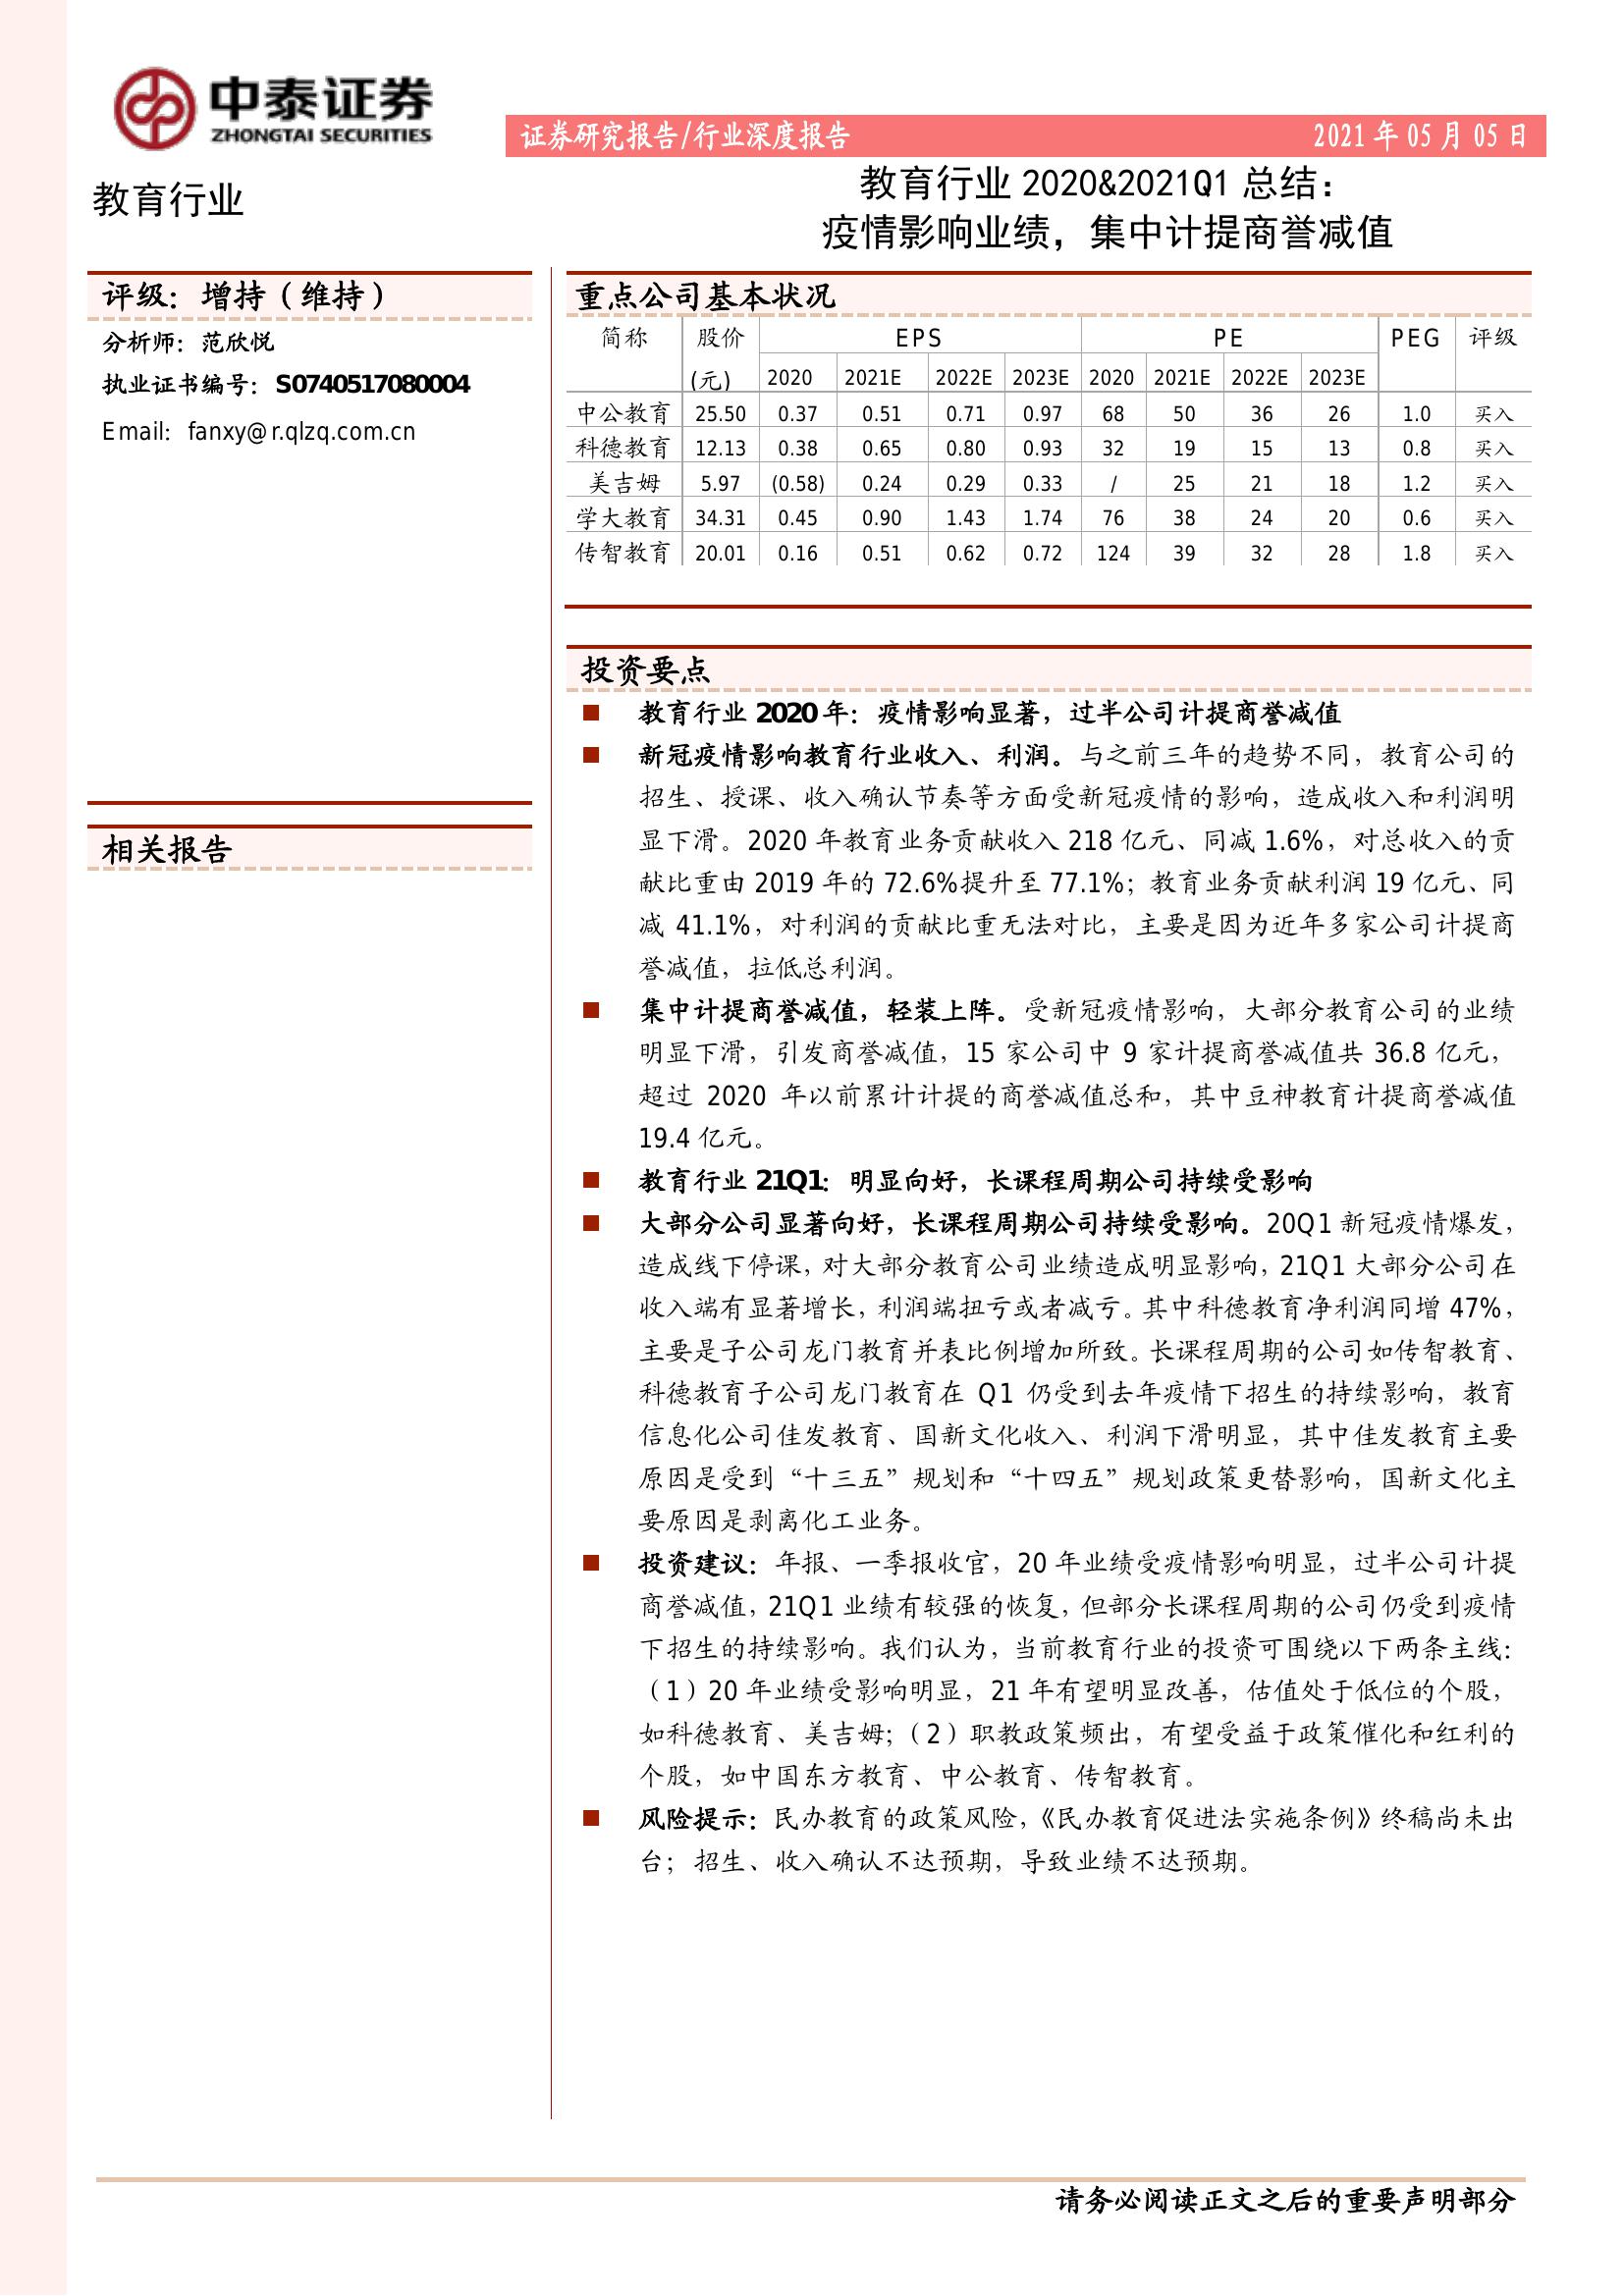 中泰证券
ZHONGTAI SECURITIES
证券研究报告/行业深度报告 2021 年 05 月 05 日
教育行业
教育行业 2020&2021Q1 总结：
疫情影响业绩，集中计提商誉减值
评级：增持（维持）
分析师：范欣悦
执业证书编号：S0740517080004
Email：fanxy@r.qlzq.com.cn
相关报告
重点公司基本状况
简称 股价 EPS PE PEG 评级
(元) 2020 2021E 2022E 2023E 2020 2021E 2022E 2023E
中公教育 25.50 0.37 0.51 0.71 0.97 68 50 36 26 1.0 买入
科德教育 12.13 0.38 0.65 0.80 0.93 32 19 15 13 0.8 买入
美吉姆 5.97 (0.58) 0.24 0.29 0.33 / 25 21 18 1.2 买入
学大教育 34.31 0.45 0.90 1.43 1.74 76 38 24 20 0.6 买入
传智教育 20.01 0.16 0.51 0.62 0.72 124 39 32 28 1.8 买入
投资要点
■ 教育行业 2020 年：疫情影响显著，过半公司计提商誉减值
■ 新冠疫情影响教育行业收入、利润。与之前三年的趋势不同，教育公司的
招生、授课、收入确认节奏等方面受新冠疫情的影响，造成收入和利润明
显下滑。2020 年教育业务贡献收入 218 亿元、同减 1.6%，对总收入的贡
献比重由 2019 年的 72.6%提升至 77.1%；教育业务贡献利润 19 亿元、同
减 41.1%，对利润的贡献比重无法对比，主要是因为近年多家公司计提商
誉减值，拉低总利润。
■ 集中计提商誉减值，轻装上阵。受新冠疫情影响，大部分教育公司的业绩
明显下滑，引发商誉减值，15 家公司中 9 家计提商誉减值共 36.8 亿元，
超过 2020 年以前累计计提的商誉减值总和，其中豆神教育计提商誉减值
19.4 亿元。
■ 教育行业 21Q1：明显向好，长课程周期公司持续受影响
■ 大部分公司显著向好，长课程周期公司持续受影响。20Q1 新冠疫情爆发，
造成线下停课，对大部分教育公司业绩造成明显影响，21Q1 大部分公司在
收入端有显著增长，利润端扭亏或者减亏。其中科德教育净利润同增 47%，
主要是子公司龙门教育并表比例增加所致。长课程周期的公司如传智教育、
科德教育子公司龙门教育在 Q1 仍受到去年疫情下招生的持续影响，教育
信息化公司佳发教育、国新文化收入、利润下滑明显，其中佳发教育主要
原因是受到“十三五”规划和“十四五”规划政策更替影响，国新文化主
要原因是剥离化工业务。
■ 投资建议：年报、一季报收官，20 年业绩受疫情影响明显，过半公司计提
商誉减值，21Q1 业绩有较强的恢复，但部分长课程周期的公司仍受到疫情
下招生的持续影响。我们认为，当前教育行业的投资可围绕以下两条主线：
（1）20 年业绩受影响明显，21 年有望明显改善，估值处于低位的个股，
如科德教育、美吉姆；（2）职教政策频出，有望受益于政策催化和红利的
个股，如中国东方教育、中公教育、传智教育。
■ 风险提示：民办教育的政策风险，《民办教育促进法实施条例》终稿尚未出
台；招生、收入确认不达预期，导致业绩不达预期。
请务必阅读正文之后的重要声明部分